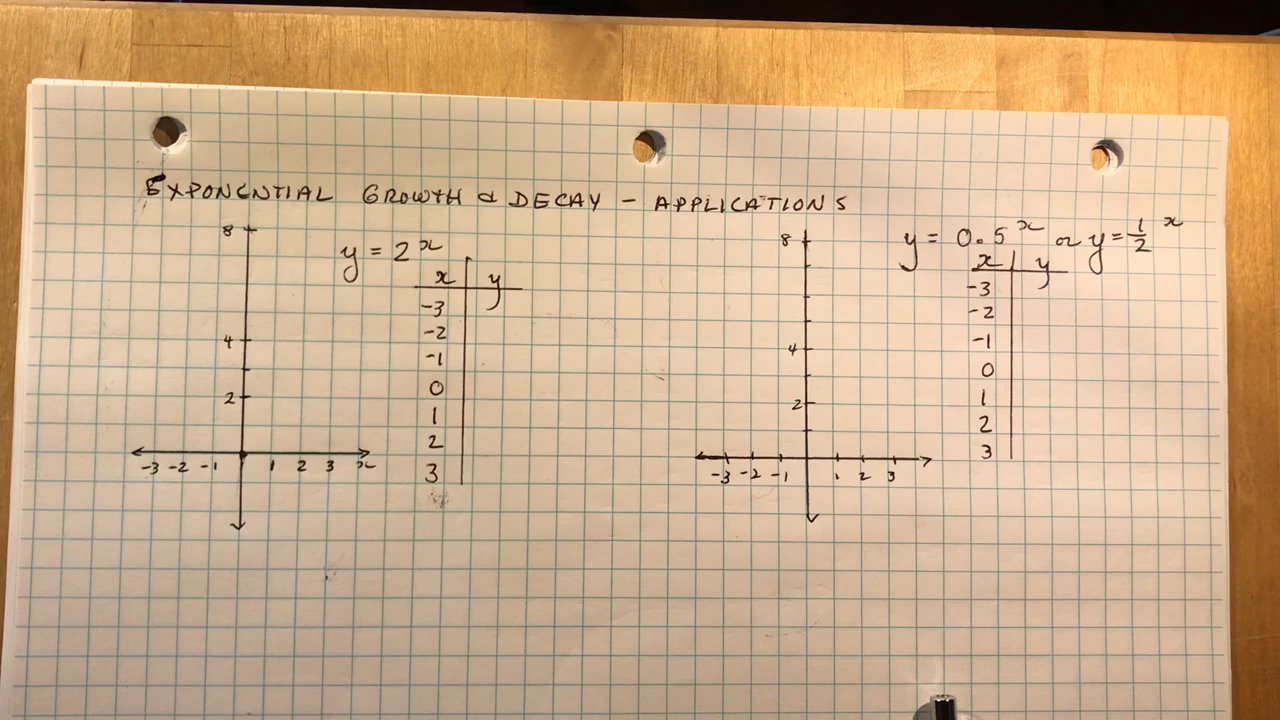 EXPONENTIAL GROWTH & DECAY - APPLICATIONS
y = 2^x
x | y
-3
-2
-1
0
1
2
3
8
4
2
-3 -2 -1 1 2 3 x
y = 0.5^x or y = 1/2^x
x | y
-3
-2
-1
0
1
2
3
8
4
2
-3 -2 -1 1 2 3